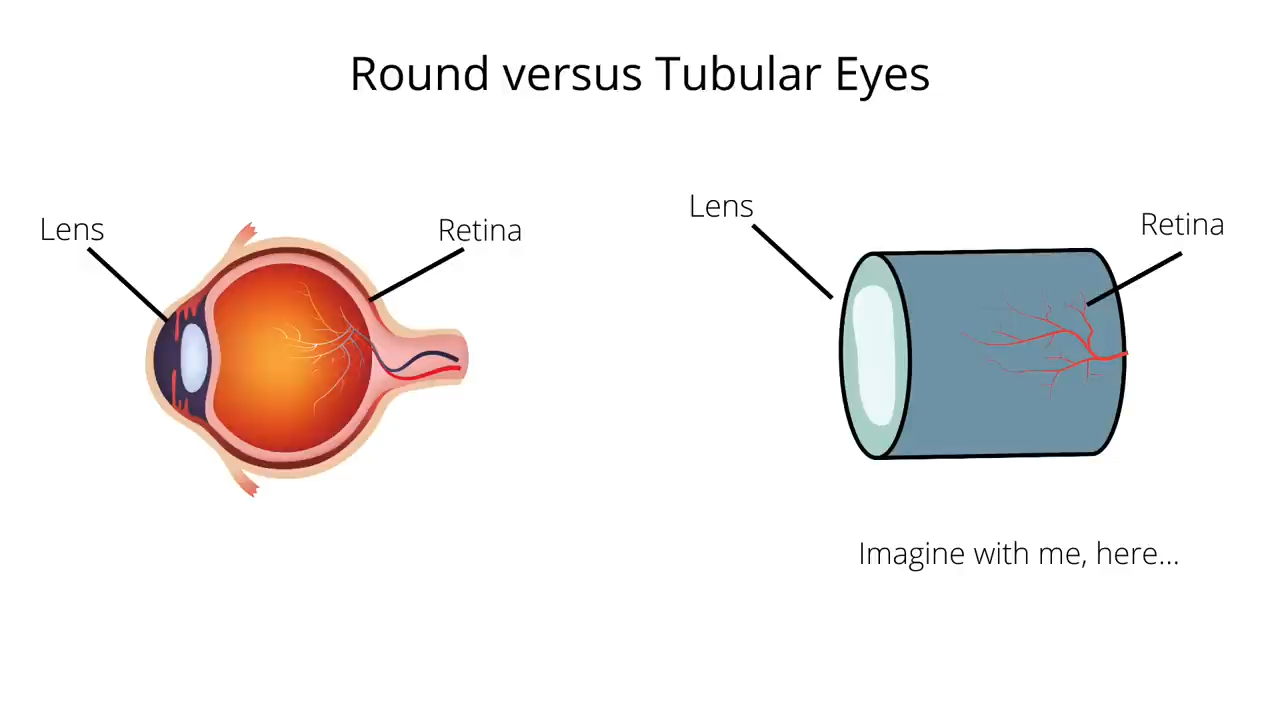 Round versus Tubular Eyes
Lens
Retina
Lens
Retina
Imagine with me, here...